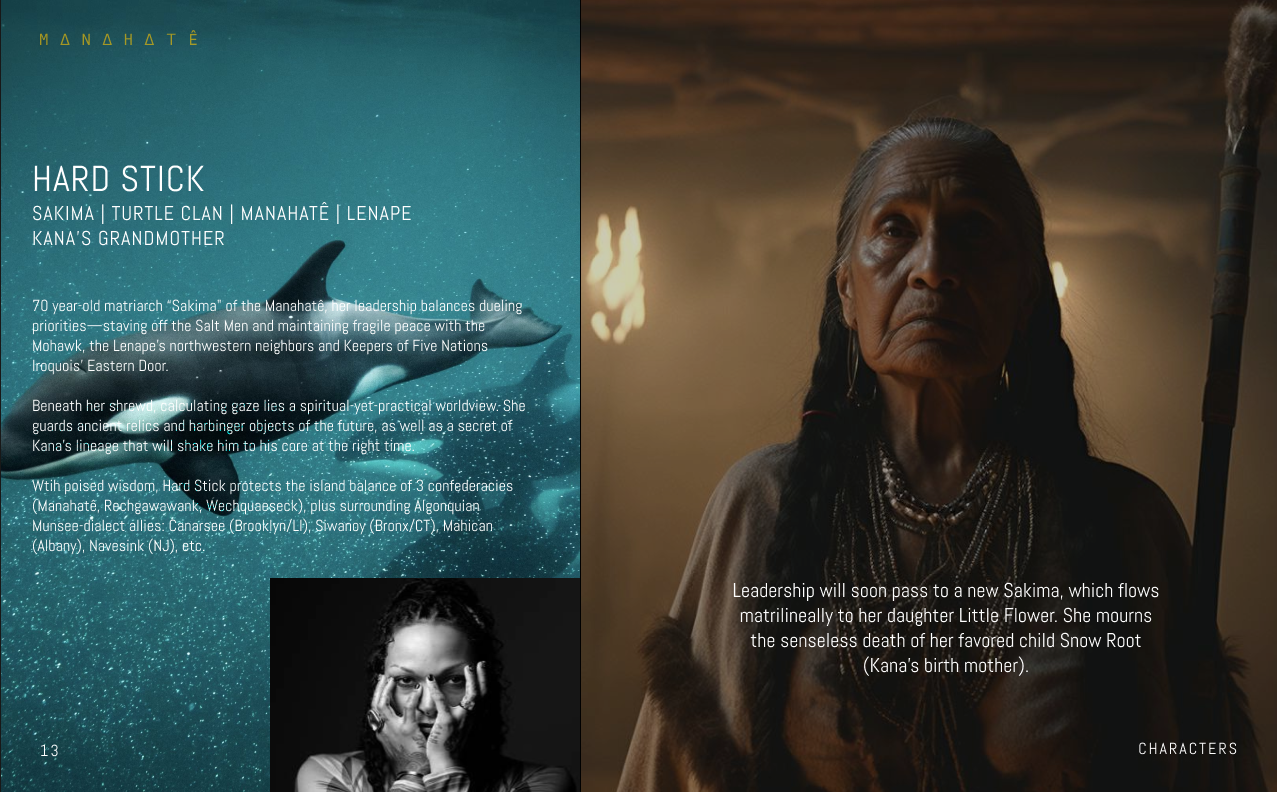 MΔNΔHΔTÊ
HARD STICK
SAKIMA | TURTLE CLAN | MANAHATÊ | LENAPE
KANA'S GRANDMOTHER
70 year-old matriarch “Sakima” of the Manahatê, her leadership balances dueling
priorities—staving off the Salt Men and maintaining fragile peace with the
Mohawk, the Lenape's northwestern neighbors and Keepers of Five Nations
Iroquois' Eastern Door.
Beneath her shrewd, calculating gaze lies a spiritual-yet-practical worldview. She
guards ancient relics and harbinger objects of the future, as well as a secret of
Kana's lineage that will shake him to his core at the right time.
Wtih poised wisdom, Hard Stick protects the island balance of 3 confederacies
(Manahatê, Rechgawawank, Wechquaeseck), plus surrounding Algonquian
Munsee-dialect allies: Canarsee (Brooklyn/LI), Siwanoy (Bronx/CT), Mahican
(Albany), Navesink (NJ), etc.
13
Leadership will soon pass to a new Sakima, which flows
matrilineally to her daughter Little Flower. She mourns
the senseless death of her favored child Snow Root
(Kana's birth mother).
CHARACTERS